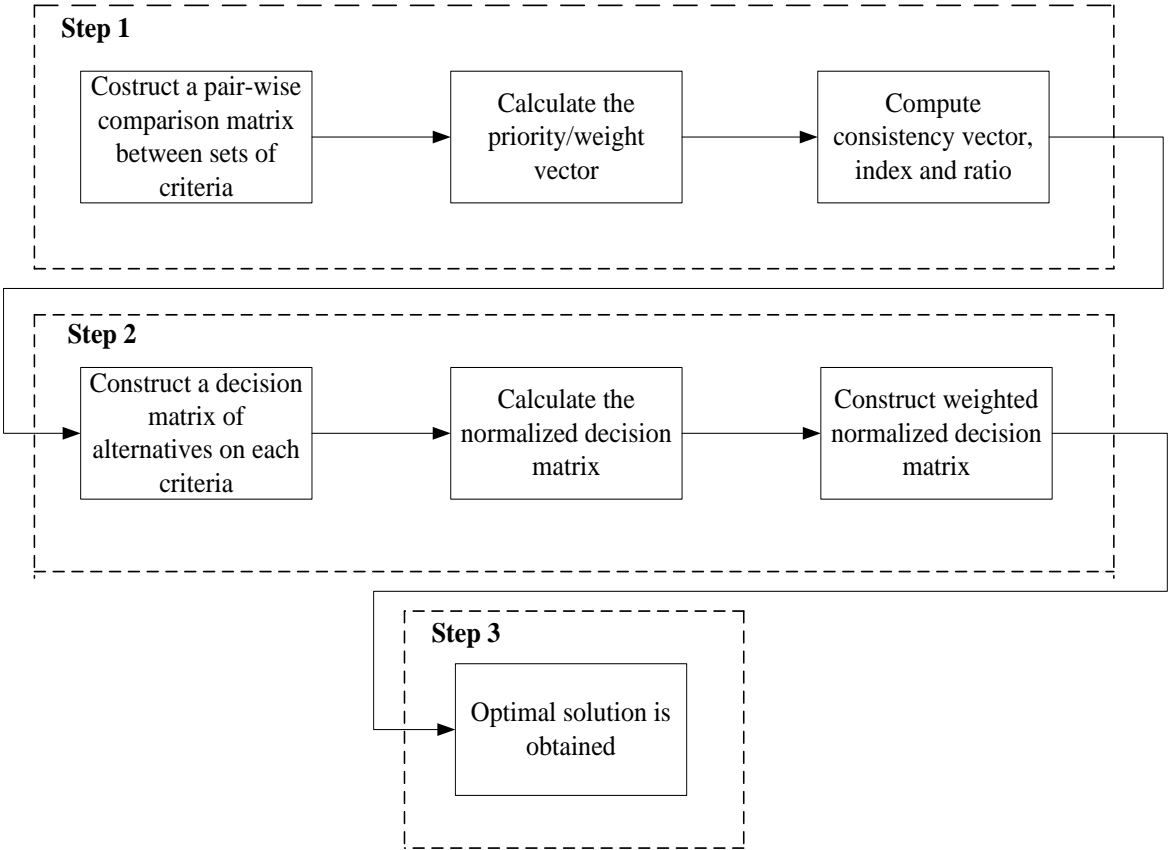 Step 1
Costruct a pair-wise
comparison matrix
between sets of
criteria
Calculate the
priority/weight
vector
Compute
consistency vector,
index and ratio
Step 2
Construct a decision
matrix of
alternatives on each
criteria
Calculate the
normalized decision
matrix
Construct weighted
normalized decision
matrix
Step 3
Optimal solution is
obtained